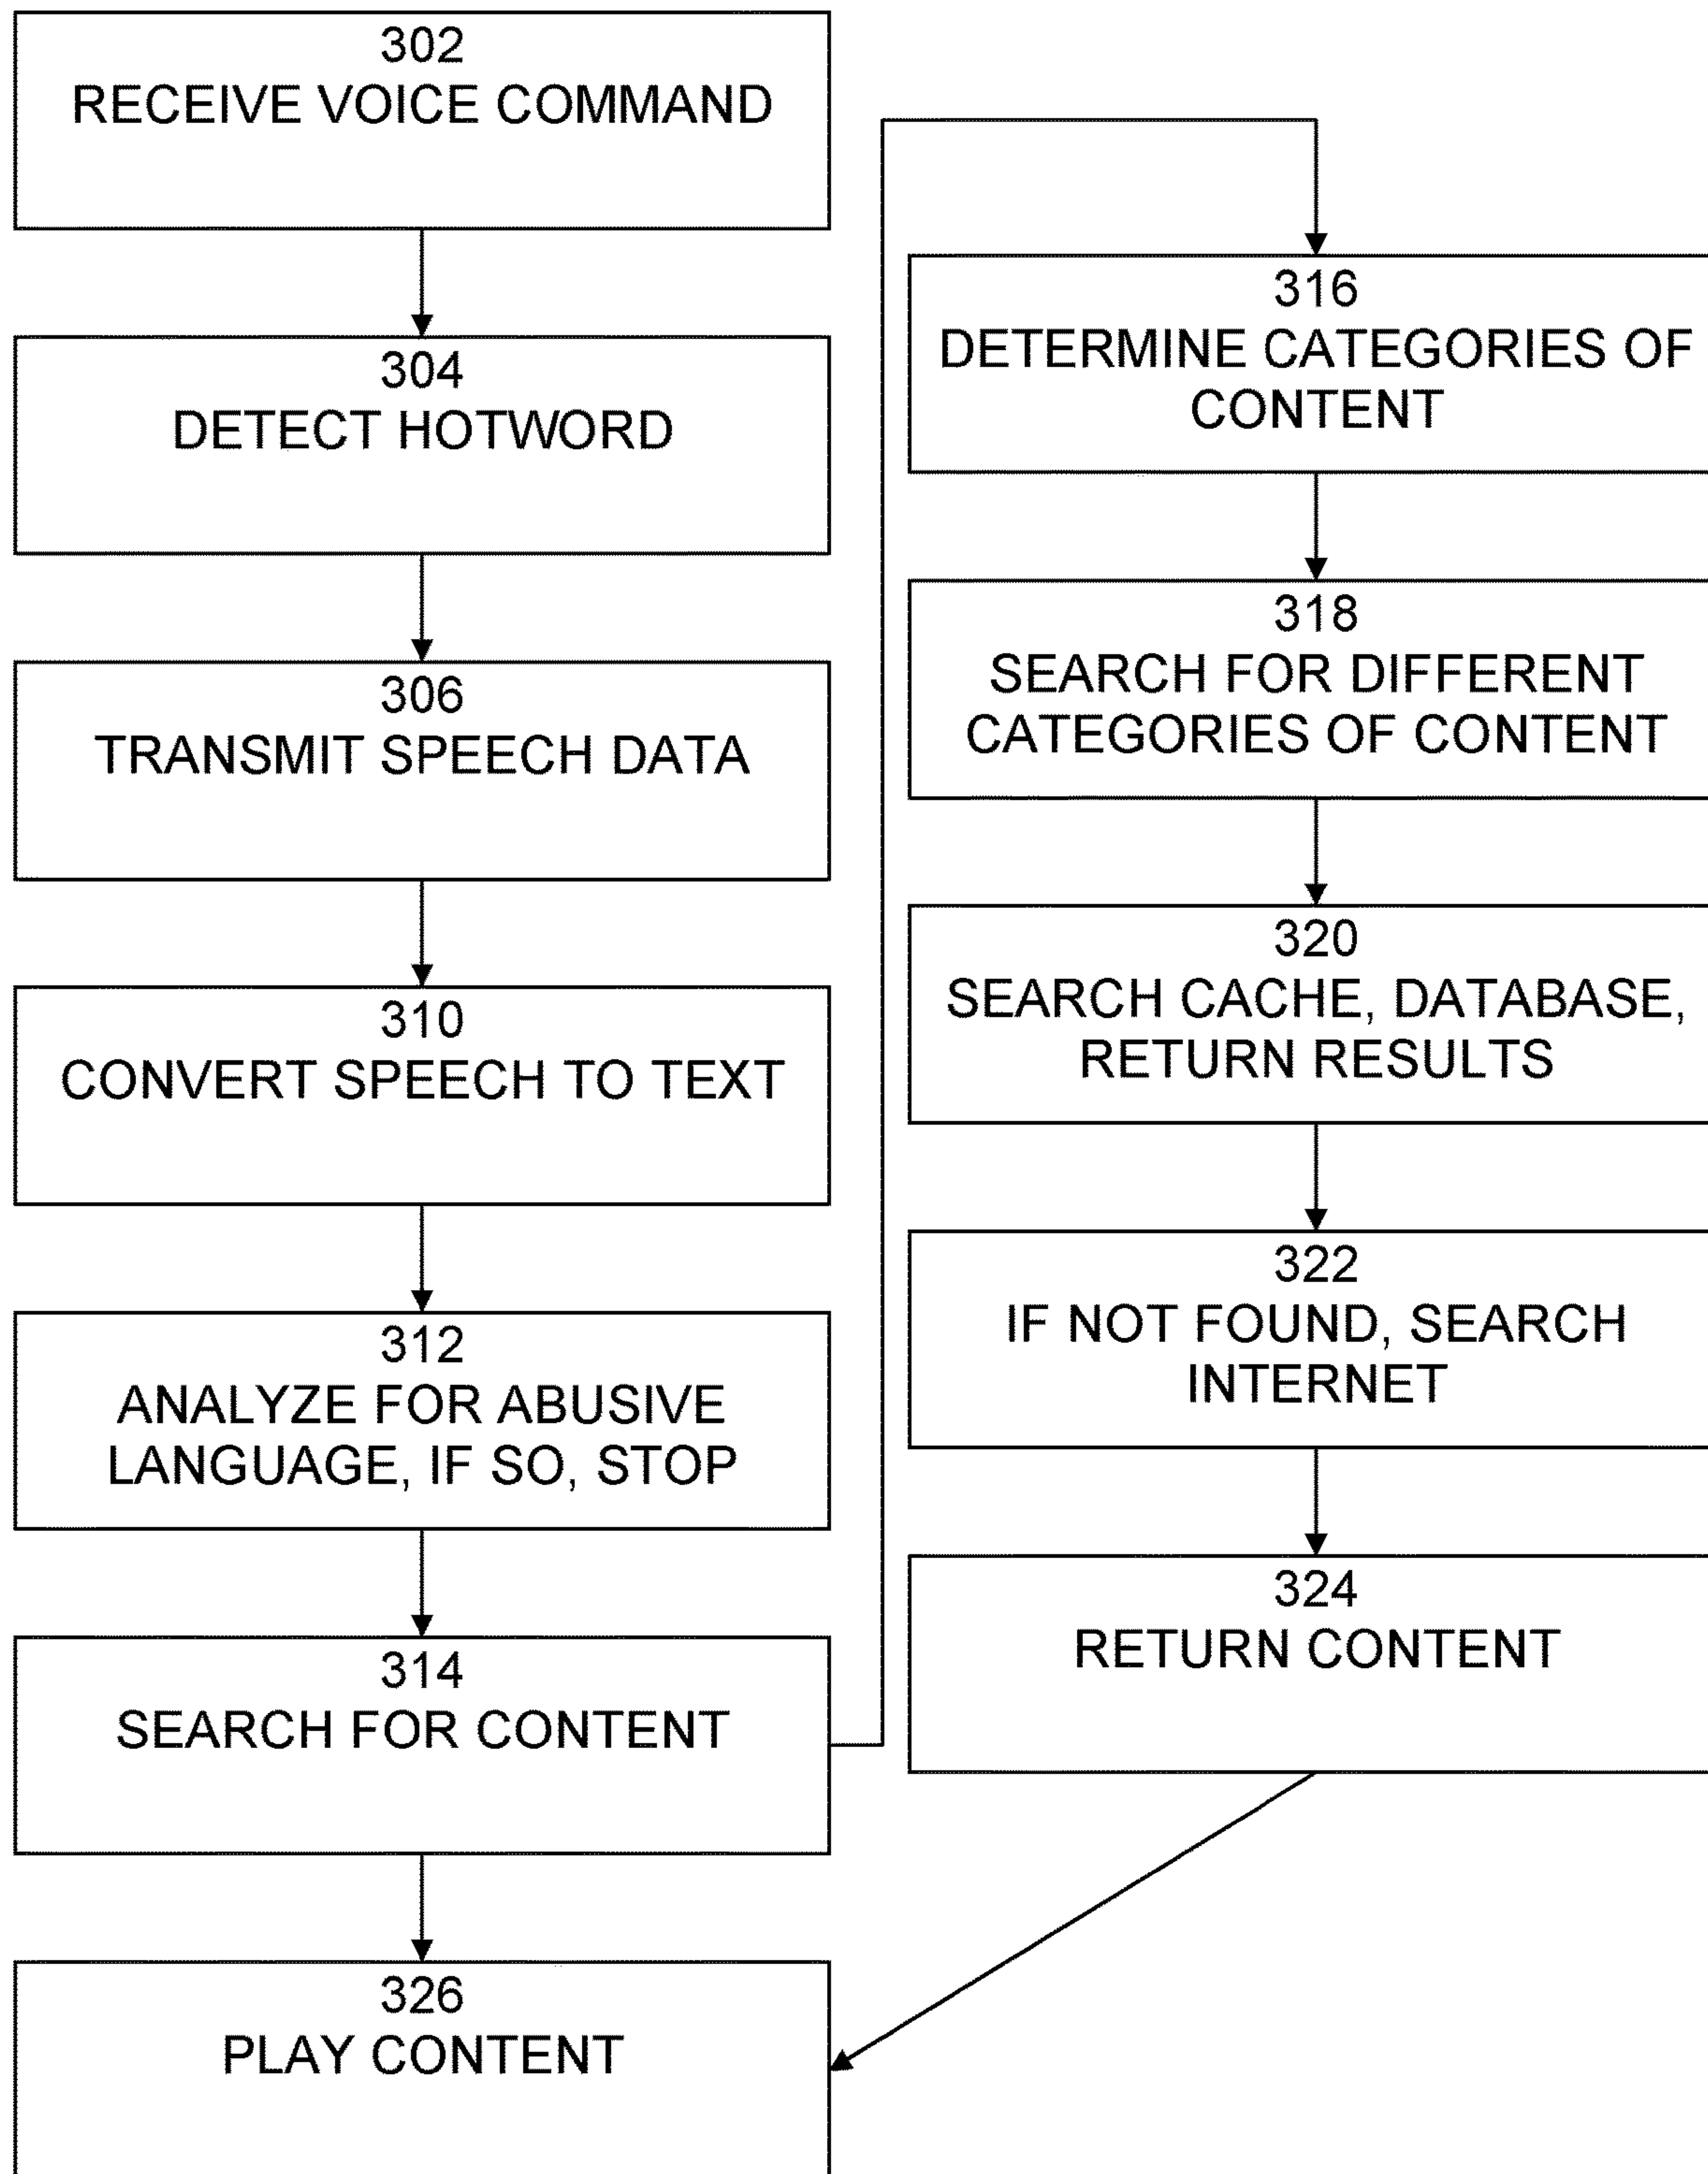 302
RECEIVE VOICE COMMAND
304
DETECT HOTWORD
306
TRANSMIT SPEECH DATA
310
CONVERT SPEECH TO TEXT
312
ANALYZE FOR ABUSIVE
LANGUAGE, IF SO, STOP
314
SEARCH FOR CONTENT
316
DETERMINE CATEGORIES OF
CONTENT
318
SEARCH FOR DIFFERENT
CATEGORIES OF CONTENT
320
SEARCH CACHE, DATABASE,
RETURN RESULTS
322
IF NOT FOUND, SEARCH
INTERNET
324
RETURN CONTENT
326
PLAY CONTENT